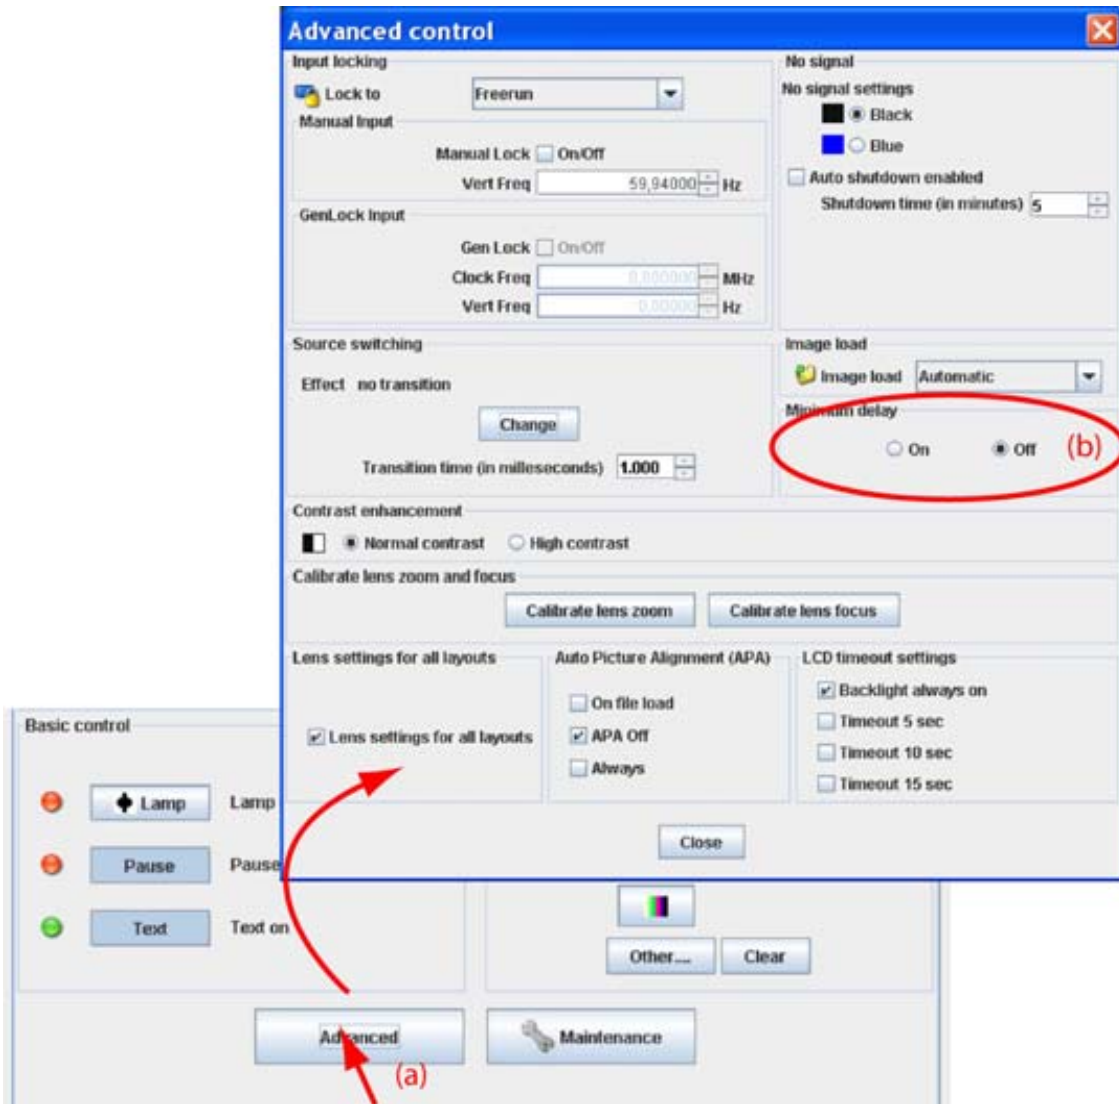 Advanced control
Input locking
Lock to Freerun
Manual Input
Manual Lock On/Off
Vert Freq 59,94000 Hz
GenLock Input
Gen Lock On/Off
Clock Freq 0,000000 MHz
Vert Freq 0,00000 Hz
No signal
No signal settings
Black
Blue
Auto shutdown enabled
Shutdown time (in minutes) 5
Source switching
Effect no transition
Change
Transition time (in milleseconds) 1.000
Image load
Image load Automatic
Minimum delay
On Off (b)
Contrast enhancement
Normal contrast High contrast
Calibrate lens zoom and focus
Calibrate lens zoom Calibrate lens focus
Lens settings for all layouts
Lens settings for all layouts
Auto Picture Alignment (APA)
On file load
APA Off
Always
LCD timeout settings
Backlight always on
Timeout 5 sec
Timeout 10 sec
Timeout 15 sec
Close
Basic control
Lamp Lamp
Pause Pause
Text Text on
Other.... Clear
Advanced Maintenance
(a)